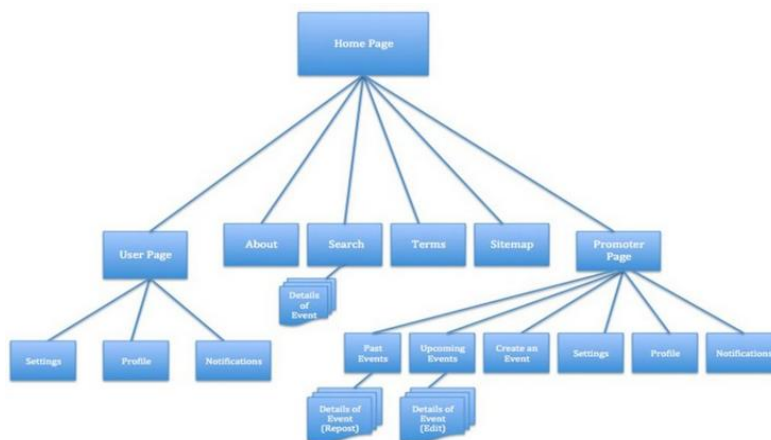 Home Page
User Page
About
Search
Terms
Sitemap
Promoter
Page
Details
of
Event
Settings
Profile
Notifications
Past
Events
Upcoming
Events
Create an
Event
Settings
Profile
Notifications
Details of
Event
(Repost)
Details of
Event
(Edit)